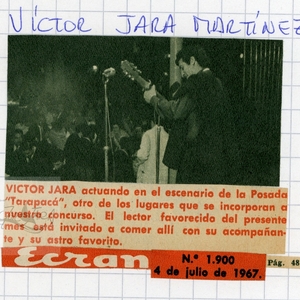 VÍCTOR JARA MARTÍNEZ
VICTOR JARA actuando en el escenario de la Posada
"Tarapacá", otro de los lugares que se incorporan a
nuestro concurso. El lector favorecido del presente
mes está invitado a comer allí con su acompañan-
te y su astro favorito.
Ecran
N.º 1.900
4 de julio de 1967.
Pág. 48